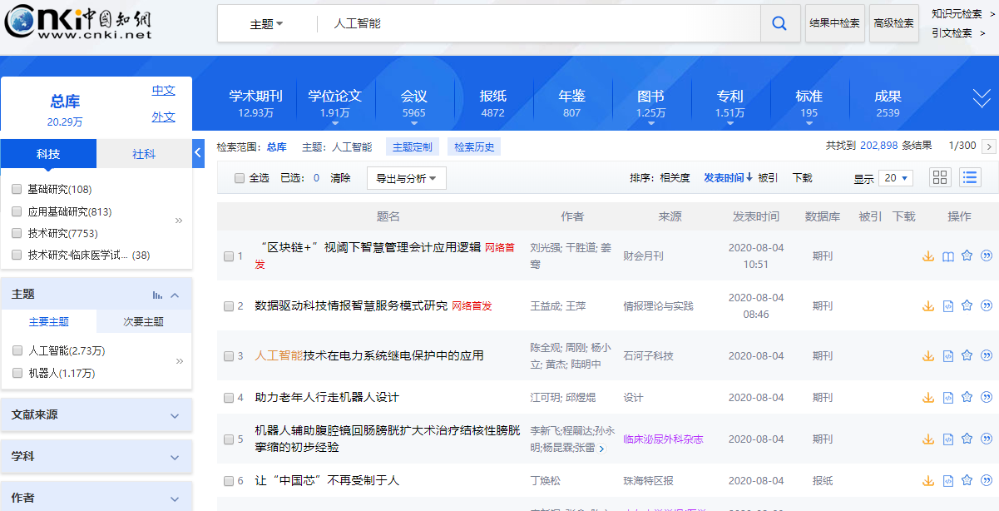 Cnki中国知網
www.cnki.net
主题
人工智能
结果中检索
高级检索
知识元检索 >
引文检索 >
总库
20.29万
中文
外文
学术期刊
12.93万
学位论文
1.91万
会议
5965
报纸
4872
年鉴
807
图书
1.25万
专利
1.51万
标准
195
成果
2539
科技
社科
检索范围：总库 主题：人工智能 主题定制 检索历史
共找到 202,898 条结果 1/300 >
全选 已选： 0 清除 导出与分析
排序： 相关度 发表时间↓ 被引 下载
显示 20
基础研究(108)
应用基础研究(813)
技术研究(7753)
技术研究-临床医学试... (38)
»
主题
主要主题
次要主题
人工智能(2.73万)
机器人(1.17万)
»
文献来源
学科
作者
题名 作者 来源 发表时间 数据库 被引 下载 操作
1 “区块链+”视阈下智慧管理会计应用逻辑 网络首
发
刘光强; 干胜道; 姜
骞
财会月刊
2020-08-04
10:51
期刊
2 数据驱动科技情报智慧服务模式研究 网络首发
王益成; 王萍
情报理论与实践
2020-08-04
08:46
期刊
3 人工智能技术在电力系统继电保护中的应用
陈全观; 周刚; 杨小
立; 黄杰; 陆明中
石河子科技
2020-08-04
期刊
4 助力老年人行走机器人设计
江可玥; 邱煜焜
设计
2020-08-04
期刊
5 机器人辅助腹腔镜回肠膀胱扩大术治疗结核性膀胱
挛缩的初步经验
李新飞;程嗣达;孙永
明;杨昆霖;张雷 >
临床泌尿外科杂志
2020-08-04
期刊
6 让“中国芯”不再受制于人
丁焕松
珠海特区报
2020-08-04
报纸